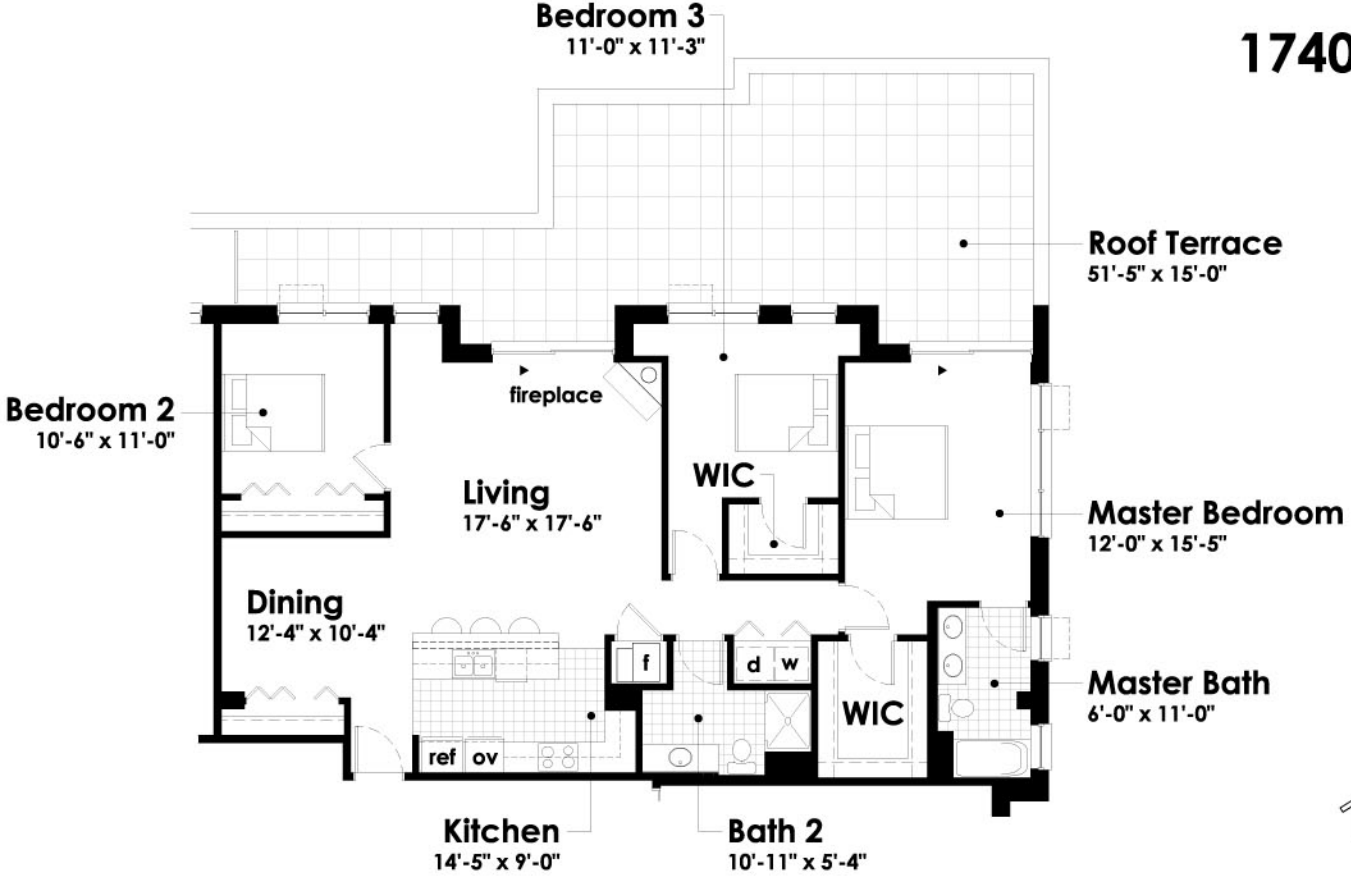 Bedroom 3
11'-0" x 11'-3"
1740
Roof Terrace
51'-5" x 15'-0"
fireplace
Bedroom 2
10'-6" x 11'-0"
WIC
Living
17'-6" x 17'-6"
Master Bedroom
12'-0" x 15'-5"
Dining
12'-4" x 10'-4"
f
d w
Master Bath
6'-0" x 11'-0"
WIC
ref ov
Kitchen
14'-5" x 9'-0"
Bath 2
10'-11" x 5'-4"